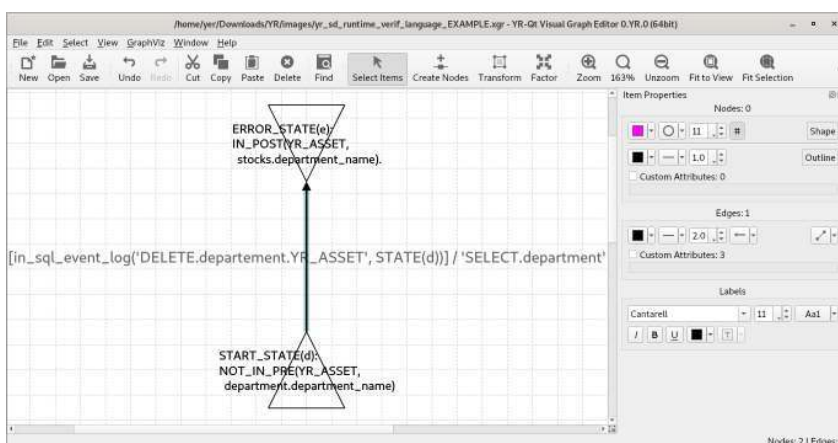 /home/yer/Downloads/YR/images/yr_sd_runtime_verif_language_EXAMPLE.xgr - YR-Qt Visual Graph Editor 0.YR.0 (64bit)
File Edit Select View GraphViz Window Help
New Open Save Undo Redo Cut Copy Paste Delete Find Select Items Create Nodes Transform Factor Zoom 163% Unzoom Fit to View Fit Selection
Item Properties
Nodes: 0
11 # Shape
1.0 Outline
Custom Attributes: 0
Edges: 1
2.0
Custom Attributes: 3
Labels
Cantarell 11 Aa1
I B U T
ERROR_STATE(e):
IN_POST(YR_ASSET,
stocks.department_name).
[in_sql_event_log('DELETE.departement.YR_ASSET', STATE(d))] / 'SELECT.department'
START_STATE(d):
NOT_IN_PRE(YR_ASSET,
department.department_name)
Nodes: 2 | Edges: